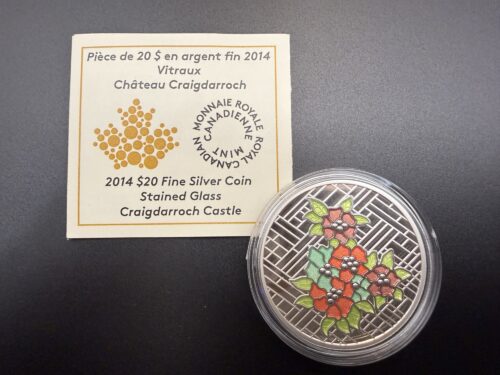 Pièce de 20 $ en argent fin 2014
Vitraux
Château Craigdarroch
MONNAIE ROYALE CANADIENNE
ROYAL CANADIAN MINT
2014 $20 Fine Silver Coin
Stained Glass
Craigdarroch Castle